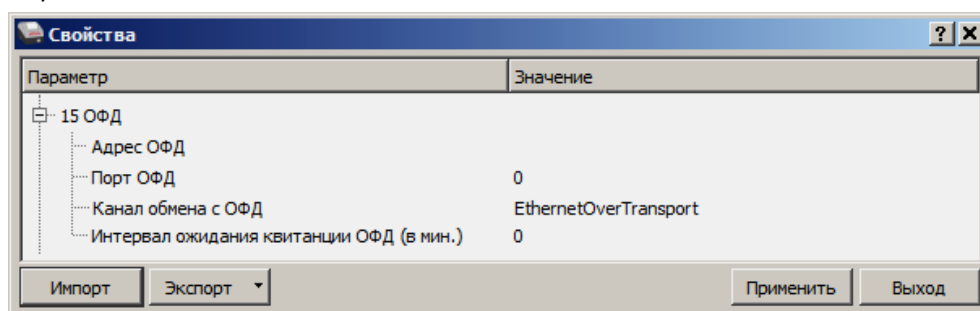 Свойства
Параметр Значение
15 ОФД
Адрес ОФД
Порт ОФД 0
Канал обмена с ОФД EthernetOverTransport
Интервал ожидания квитанции ОФД (в мин.) 0
Импорт Экспорт Применить Выход